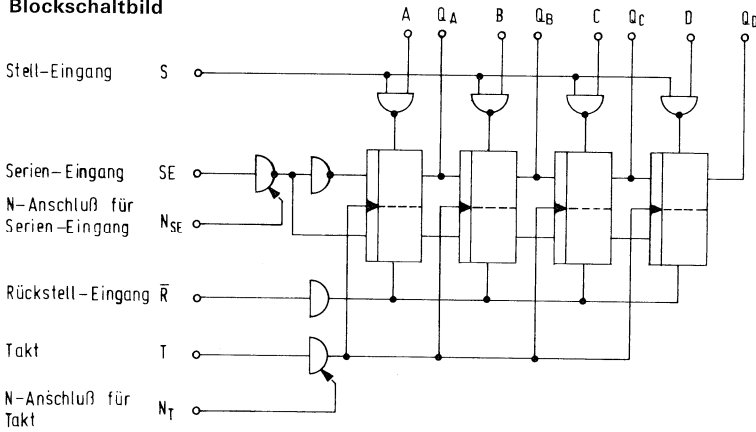 Blockschaltbild
A Q_A B Q_B C Q_C D Q_D
Stell-Eingang S
Serien-Eingang SE
N-Anschluß für
Serien-Eingang N_SE
Rückstell-Eingang R̅
Takt T
N-Anschluß für
Takt N_T